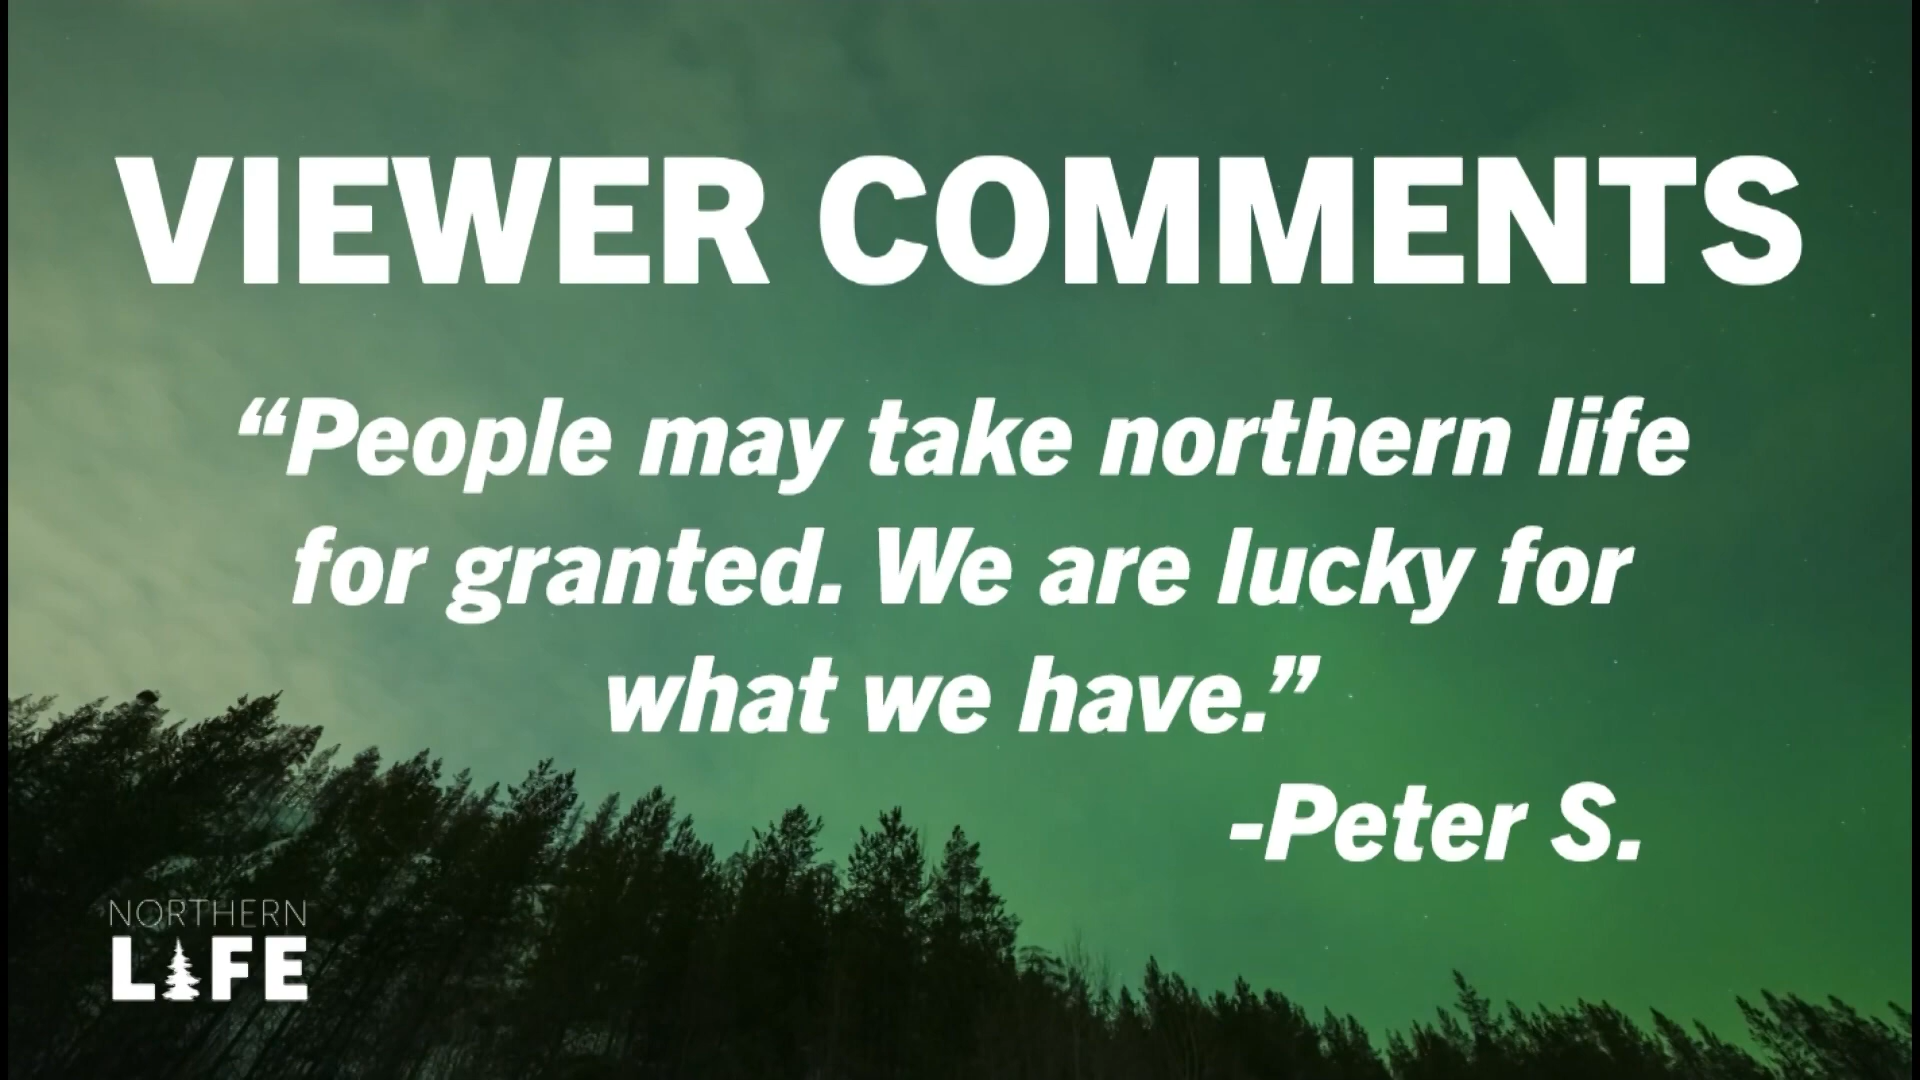 VIEWER COMMENTS
“People may take northern life
for granted. We are lucky for
what we have.”
-Peter S.
NORTHERN
LIFE